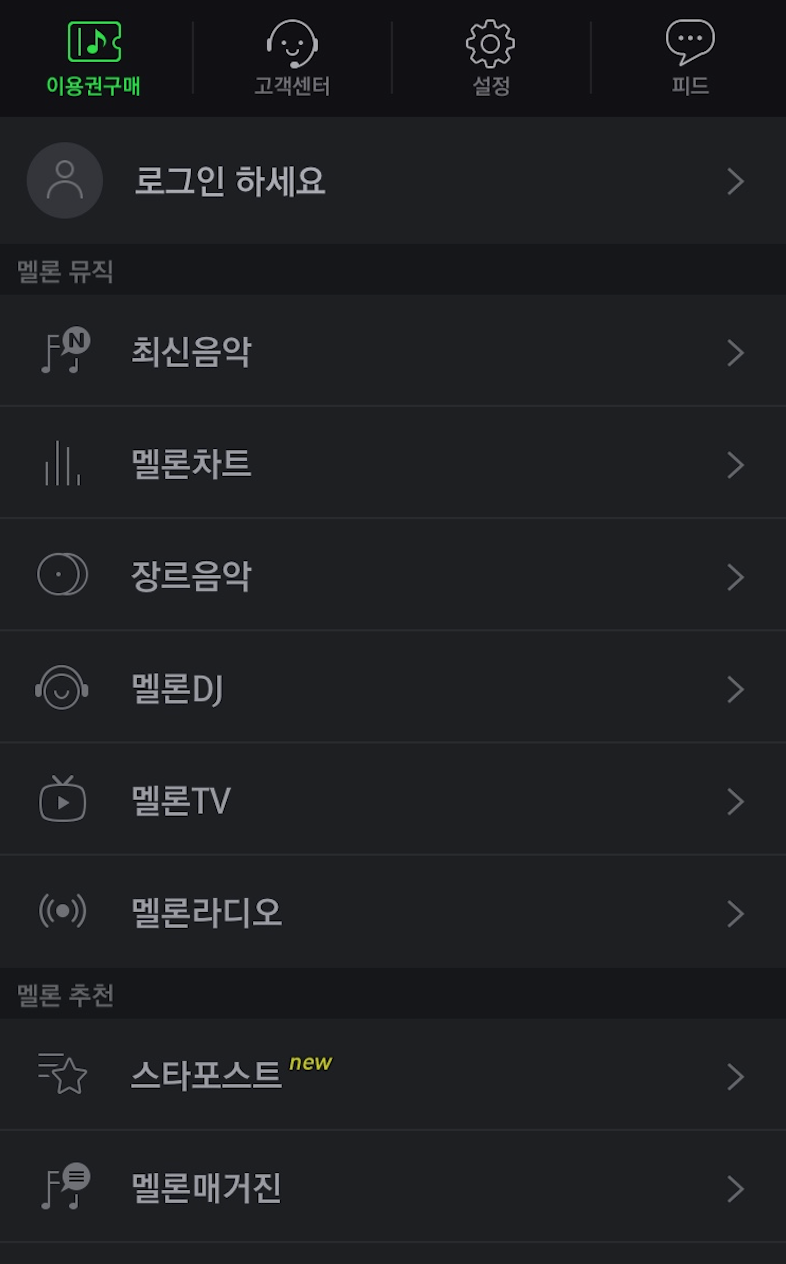 이용권구매
고객센터
설정
피드
로그인 하세요
멜론 뮤직
N
최신음악
멜론차트
장르음악
멜론DJ
멜론TV
멜론라디오
멜론 추천
스타포스트 new
멜론매거진